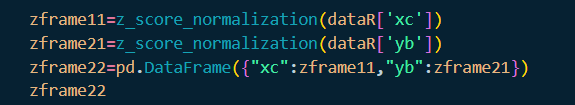 zframe11=z_score_normalization(dataR['xc'])
zframe21=z_score_normalization(dataR['yb'])
zframe22=pd.DataFrame({"xc":zframe11,"yb":zframe21})
zframe22